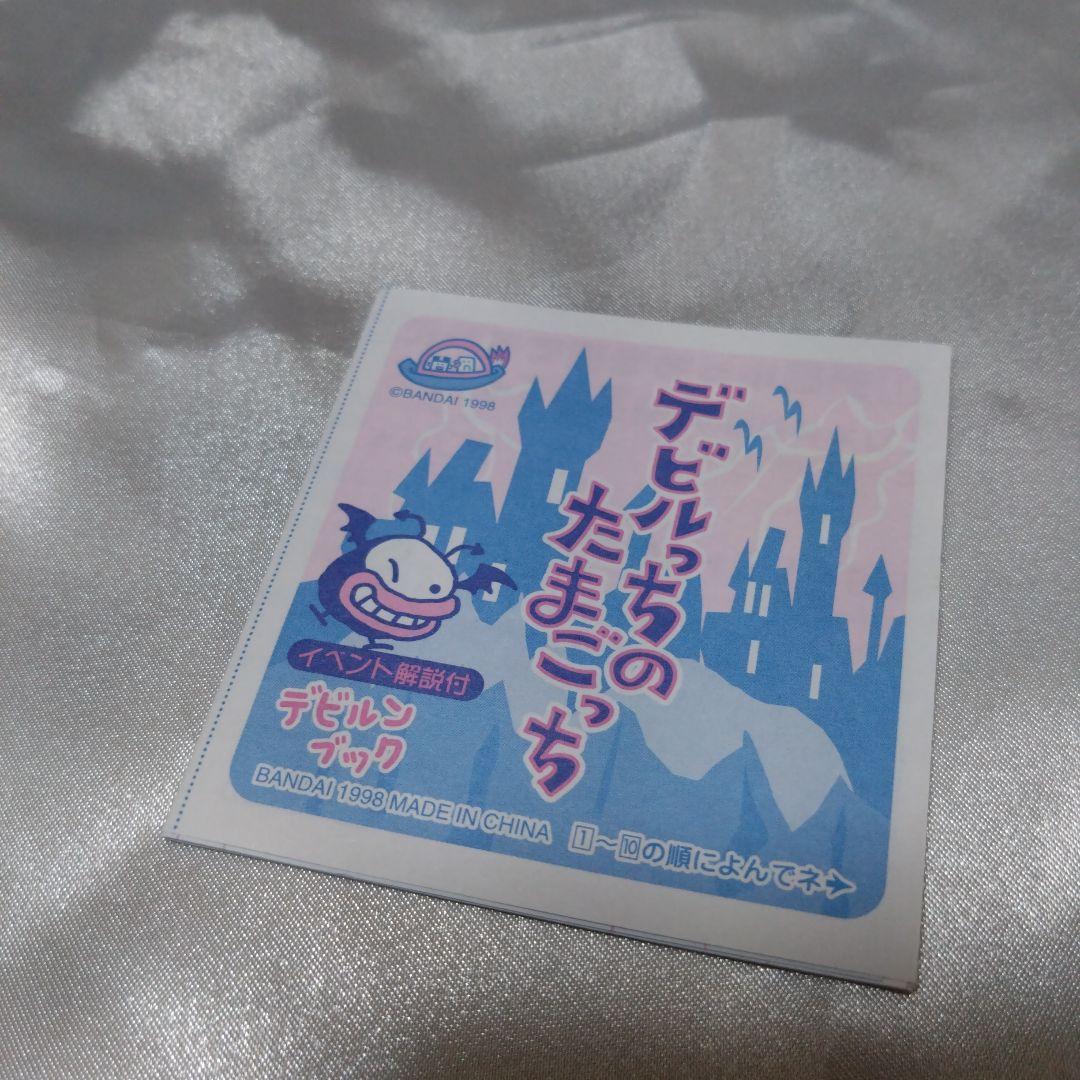 ©BANDAI 1998
デビルっちの
たまごっち
イベント解説付
デビルン
ブック
BANDAI 1998 MADE IN CHINA
1～10の順によんでネ→